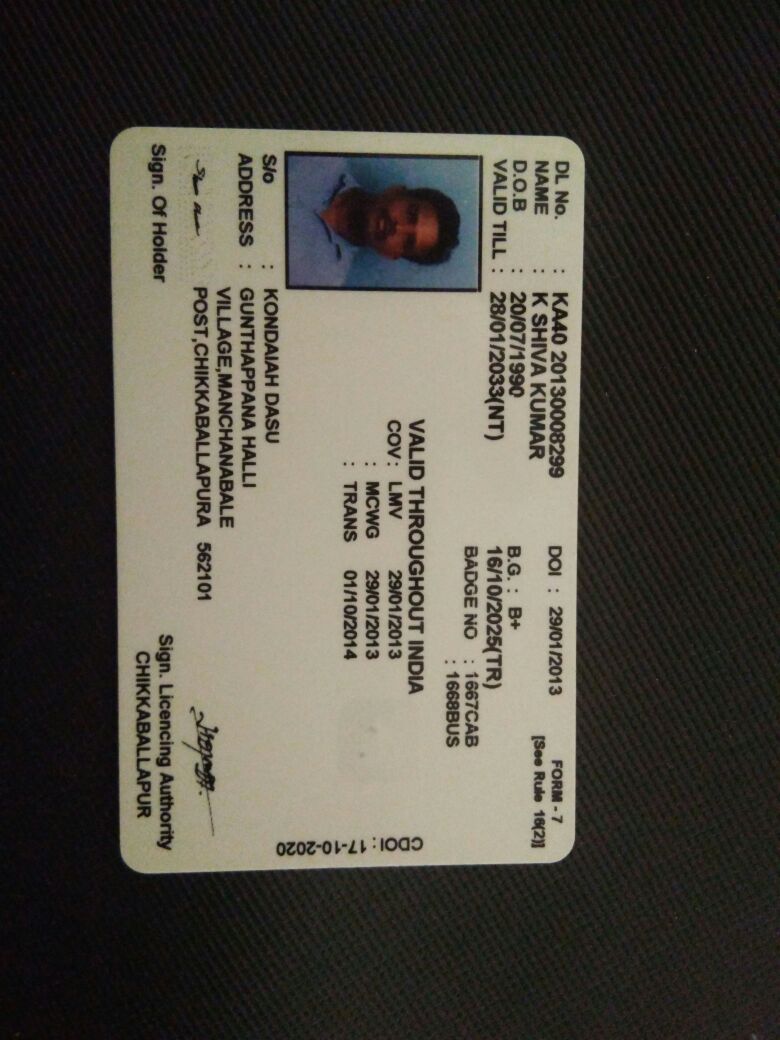 FORM - 7
[See Rule 16(2)]
DL No. : KA40 20130008299 DOI : 29/01/2013
NAME : K SHIVA KUMAR
D.O.B : 20/07/1990 B.G. : B+
VALID TILL : 28/01/2033(NT) 16/10/2025(TR)
BADGE NO : 1667CAB
: 1668BUS
VALID THROUGHOUT INDIA
COV : LMV 29/01/2013
: MCWG 29/01/2013
: TRANS 01/10/2014
CDOI : 17-10-2020
S/o : KONDAIAH DASU
ADDRESS : GUNTHAPPANA HALLI
VILLAGE,MANCHANABALE
POST,CHIKKABALLAPURA 562101
Sign. Of Holder
Sign. Licencing Authority
CHIKKABALLAPUR